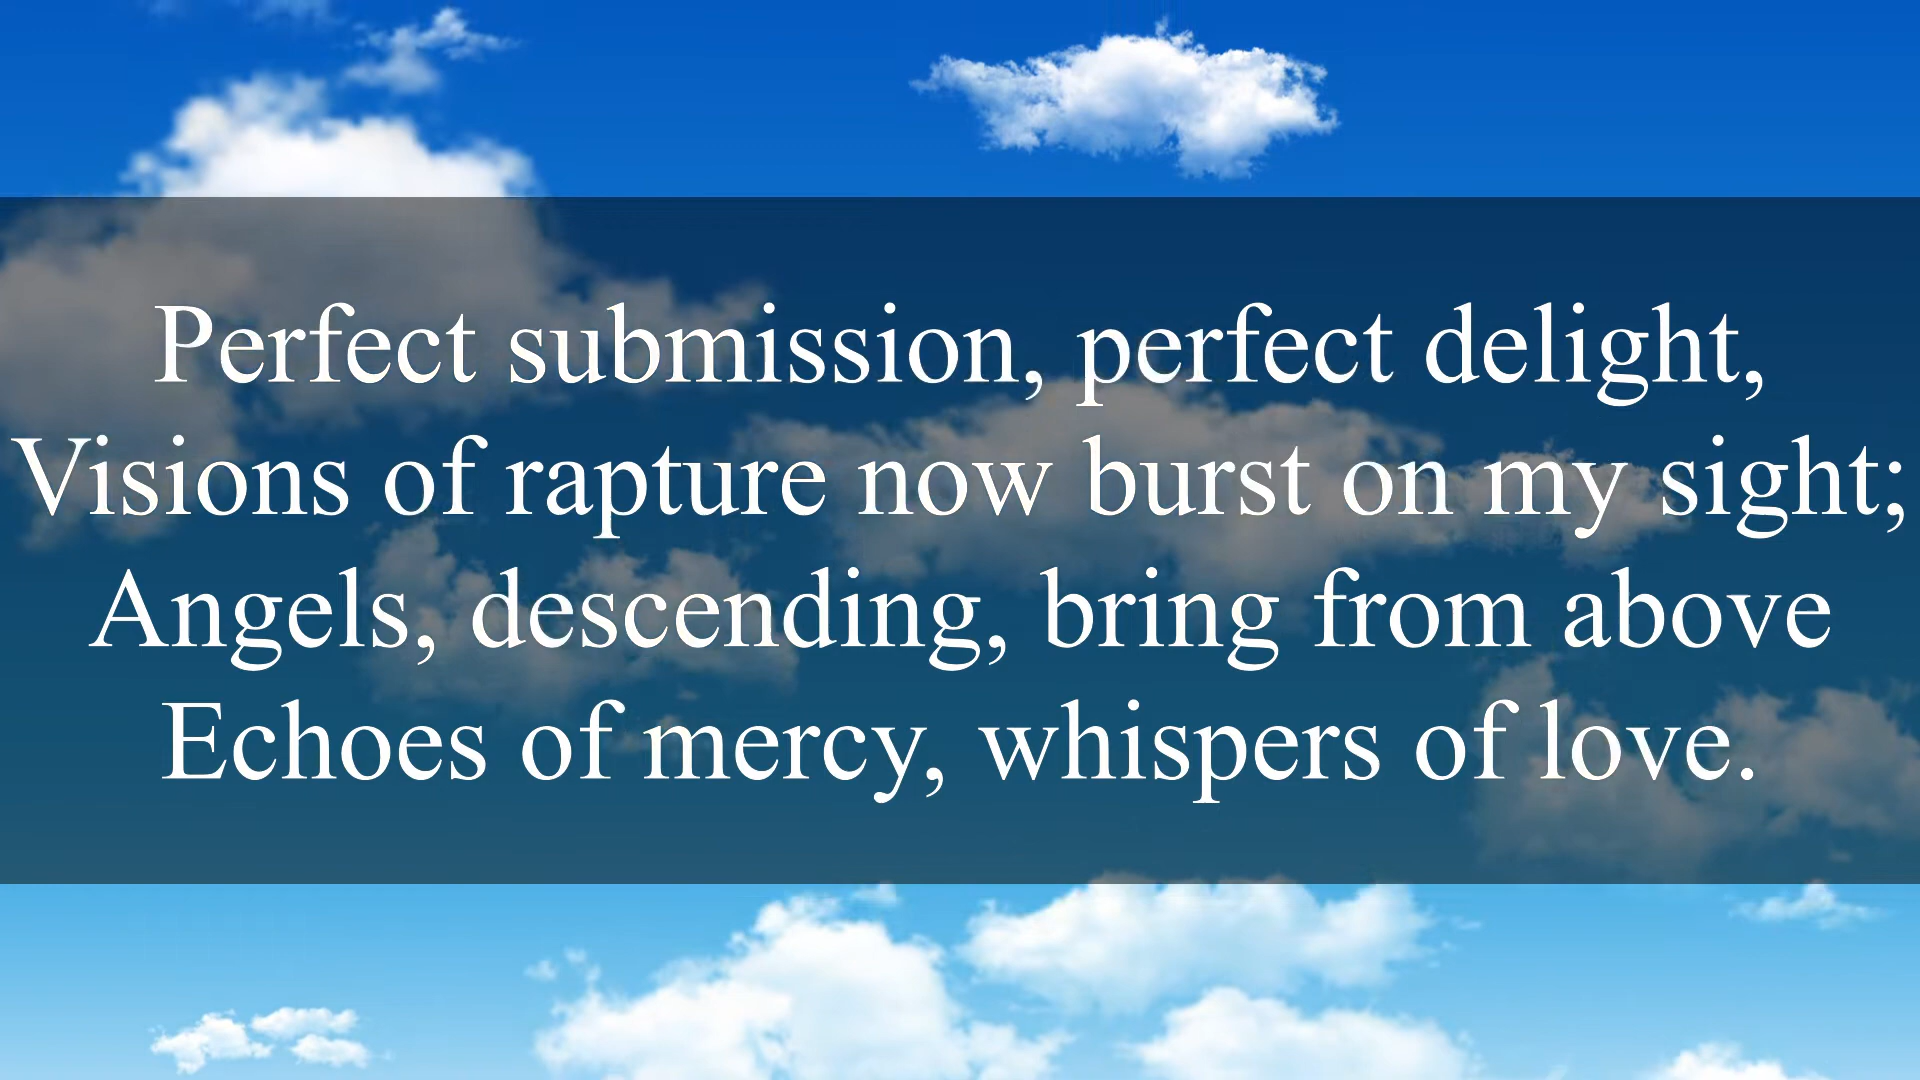 Perfect submission, perfect delight,
Visions of rapture now burst on my sight;
Angels, descending, bring from above
Echoes of mercy, whispers of love.